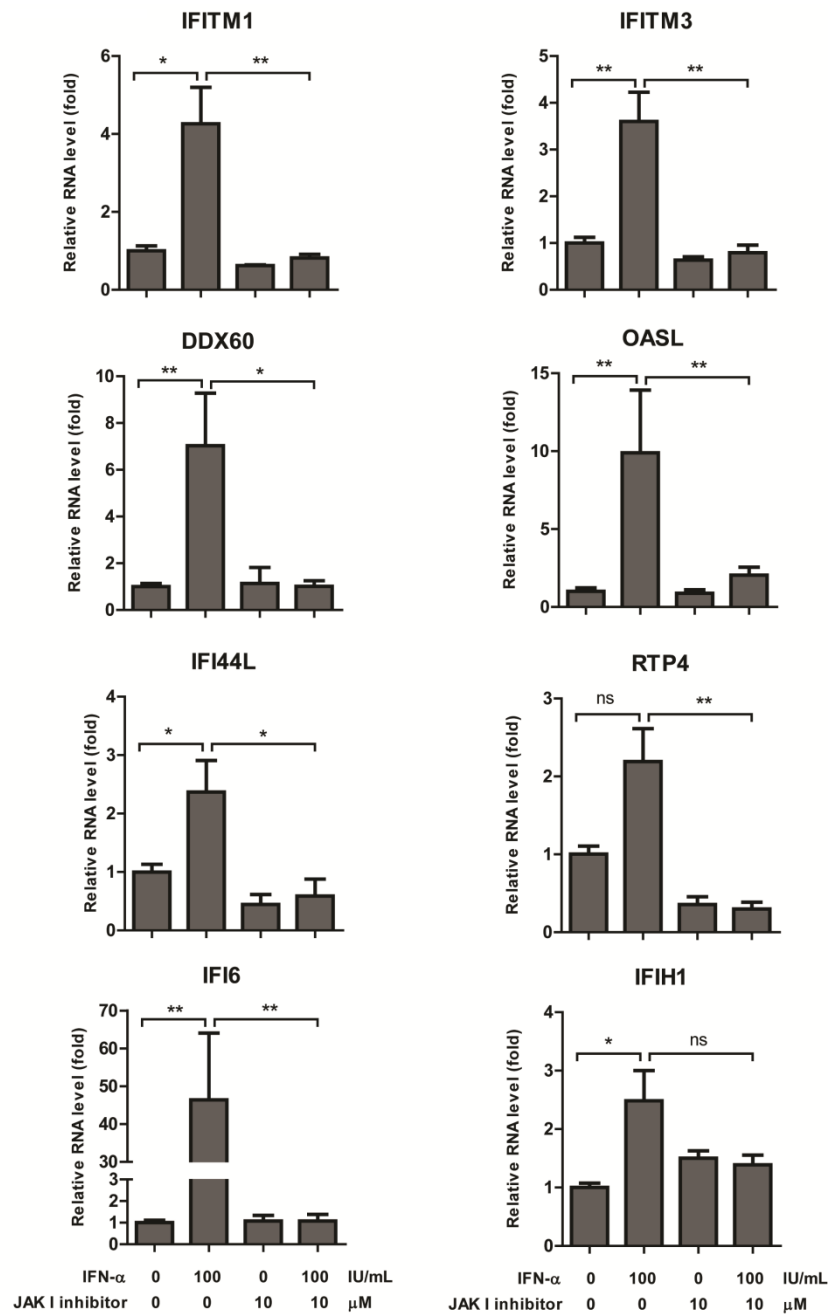 IFITM1
Relative RNA level (fold)
6
4
2
0
*
**
IFITM3
Relative RNA level (fold)
5
4
3
2
1
0
**
**
DDX60
Relative RNA level (fold)
10
8
6
4
2
0
**
*
OASL
Relative RNA level (fold)
15
10
5
0
**
**
IFI44L
Relative RNA level (fold)
4
3
2
1
0
*
*
RTP4
Relative RNA level (fold)
3
2
1
0
ns
**
IFI6
Relative RNA level (fold)
70
60
50
40
30
2
1
0
**
**
IFIH1
Relative RNA level (fold)
4
3
2
1
0
*
ns
IFN-α 0 100 0 100 IU/mL
JAK I inhibitor 0 0 10 10 μM
IFN-α 0 100 0 100 IU/mL
JAK I inhibitor 0 0 10 10 μM